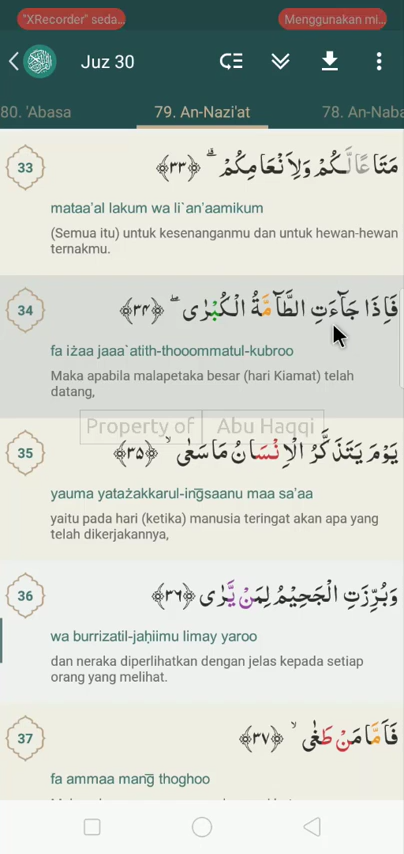 "XRecorder" seda...
Menggunakan mi...
Juz 30
80. 'Abasa
79. An-Nazi'at
78. An-Naba
33
مَتَاعًا لَّكُمْ وَلِاَنْعَامِكُمْ ۗ ﴿٣٣﴾
mataa'al lakum wa li`an'aamikum
(Semua itu) untuk kesenanganmu dan untuk hewan-hewan
ternakmu.
34
فَاِذَا جَاۤءَتِ الطَّاۤمَّةُ الْكُبْرٰى ۖ ﴿٣٤﴾
fa iżaa jaaa`atith-thooommatul-kubroo
Maka apabila malapetaka besar (hari Kiamat) telah
datang,
Property of Abu Haqqi
35
يَوْمَ يَتَذَكَّرُ الْاِنْسَانُ مَا سَعٰى ۙ ﴿٣٥﴾
yauma yatażakkarul-ing̅saanu maa sa'aa
yaitu pada hari (ketika) manusia teringat akan apa yang
telah dikerjakannya,
36
وَبُرِّزَتِ الْجَحِيْمُ لِمَنْ يَّرٰى ﴿٣٦﴾
wa burrizatil-jaḥiimu limay yaroo
dan neraka diperlihatkan dengan jelas kepada setiap
orang yang melihat.
37
فَاَمَّا مَنْ طَغٰى ۙ ﴿٣٧﴾
fa ammaa mang̅ thoghoo